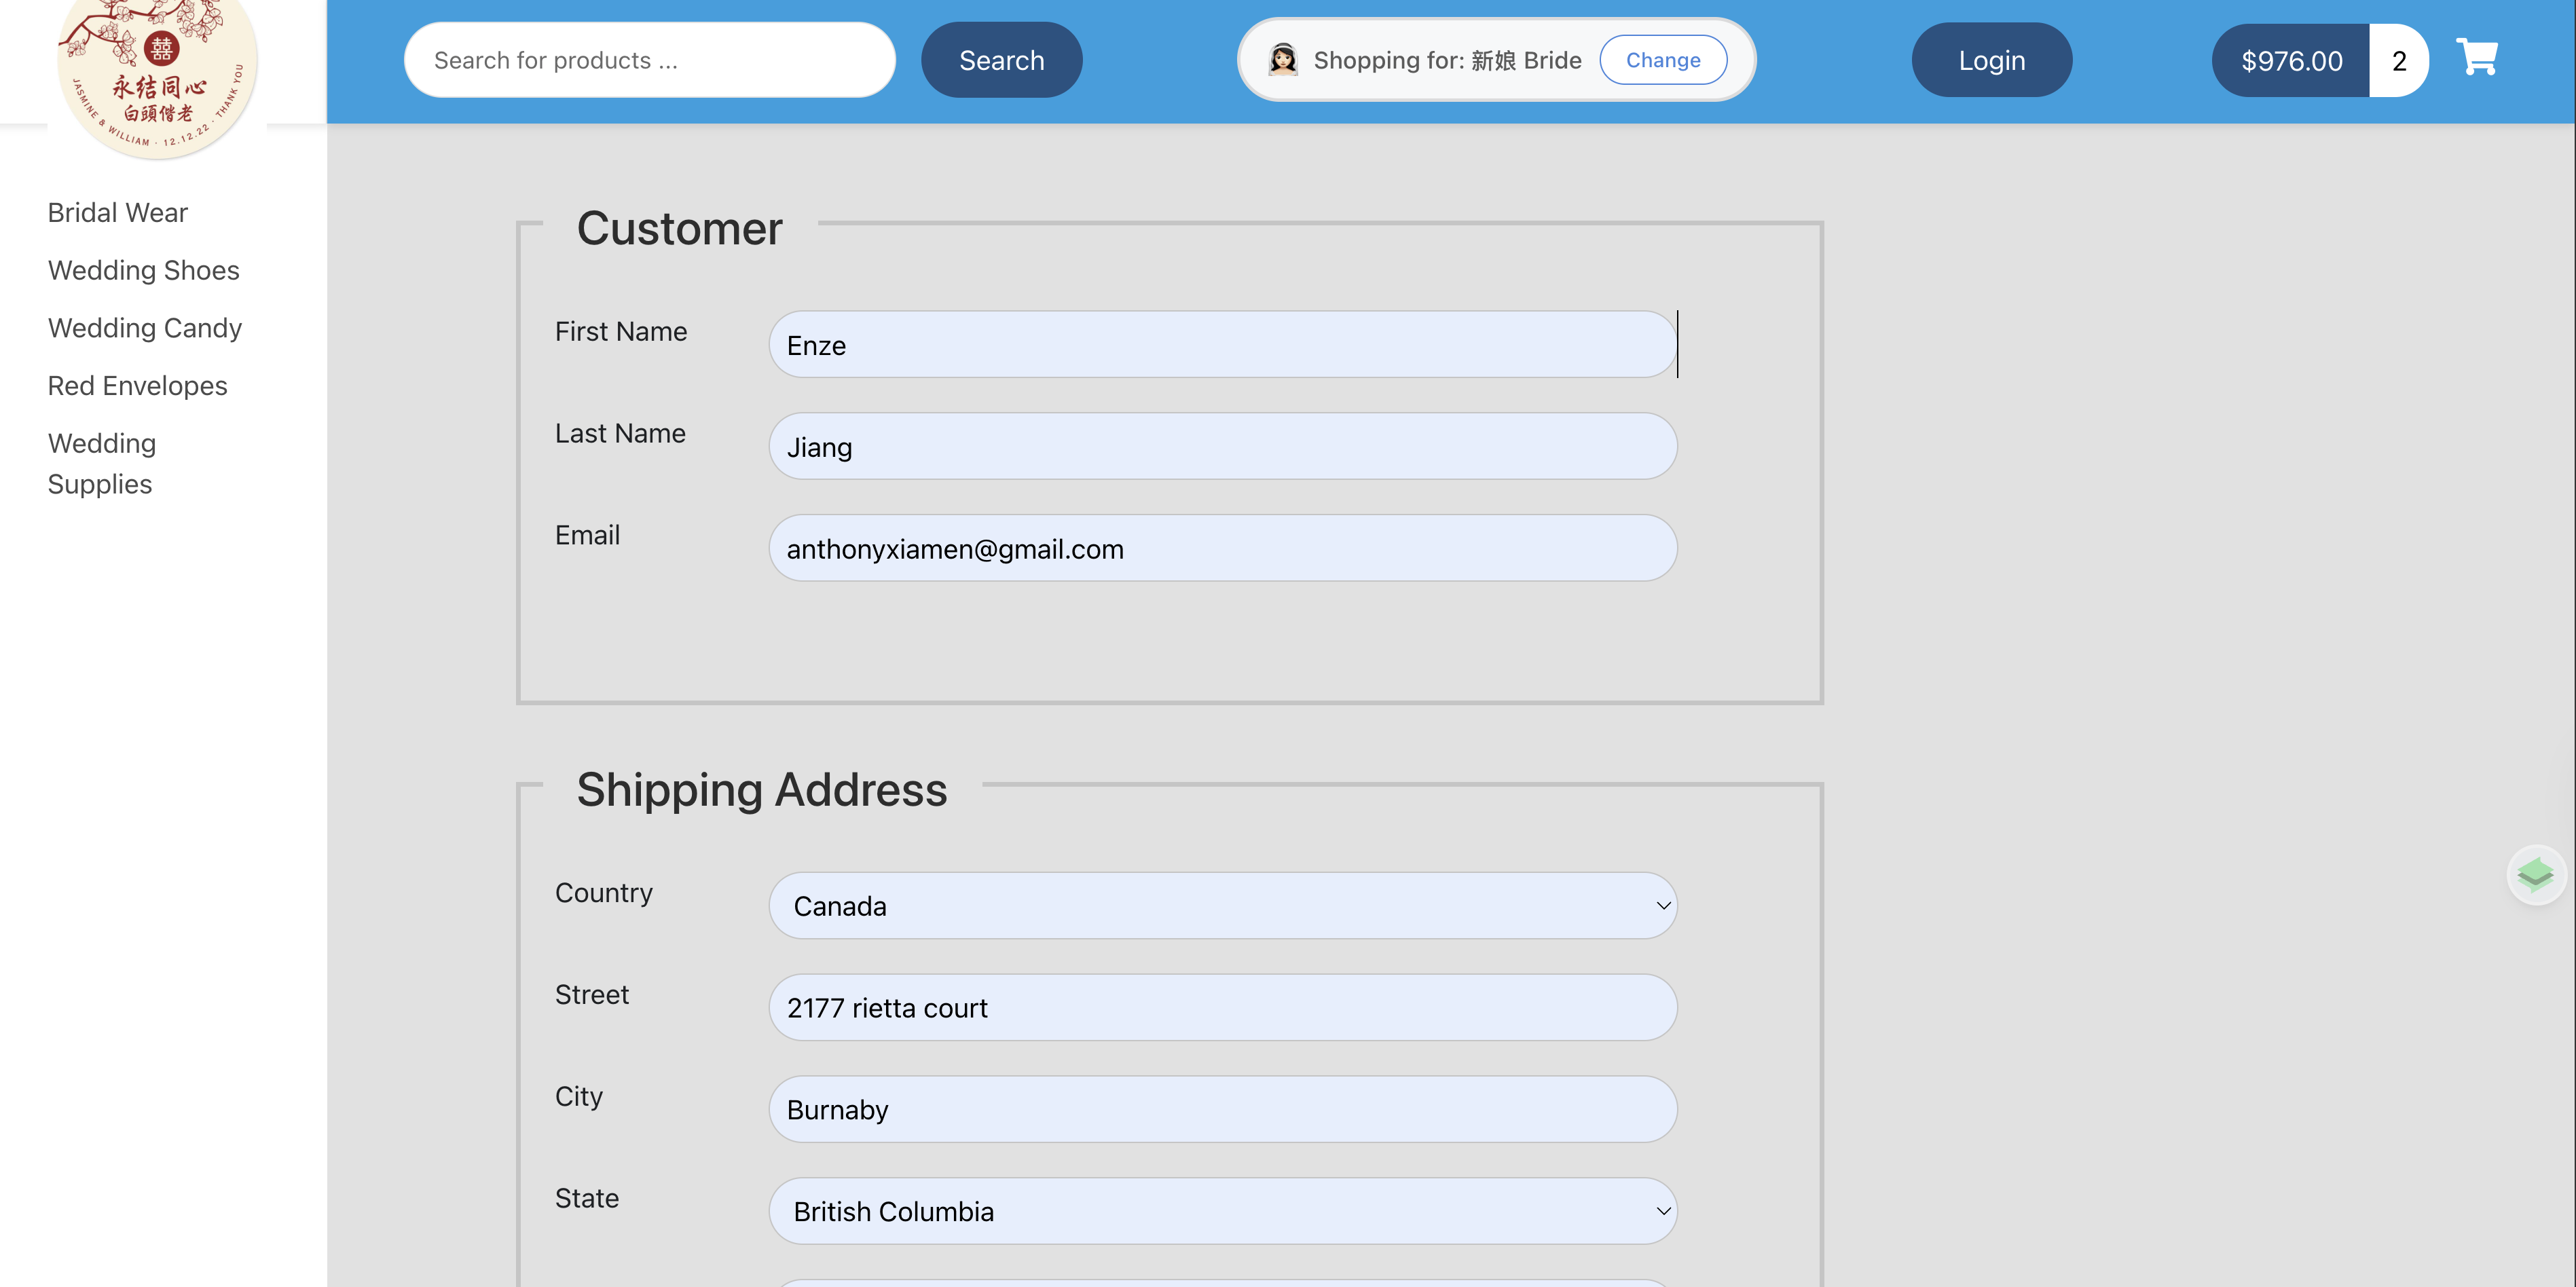 囍
永结同心
白頭偕老
JASMINE & WILLIAM · 12.12.22 · THANK YOU
Search for products ...
Search
Shopping for: 新娘 Bride
Change
Login
$976.00
2
Bridal Wear
Wedding Shoes
Wedding Candy
Red Envelopes
Wedding
Supplies
Customer
First Name
Enze
Last Name
Jiang
Email
anthonyxiamen@gmail.com
Shipping Address
Country
Canada
Street
2177 rietta court
City
Burnaby
State
British Columbia